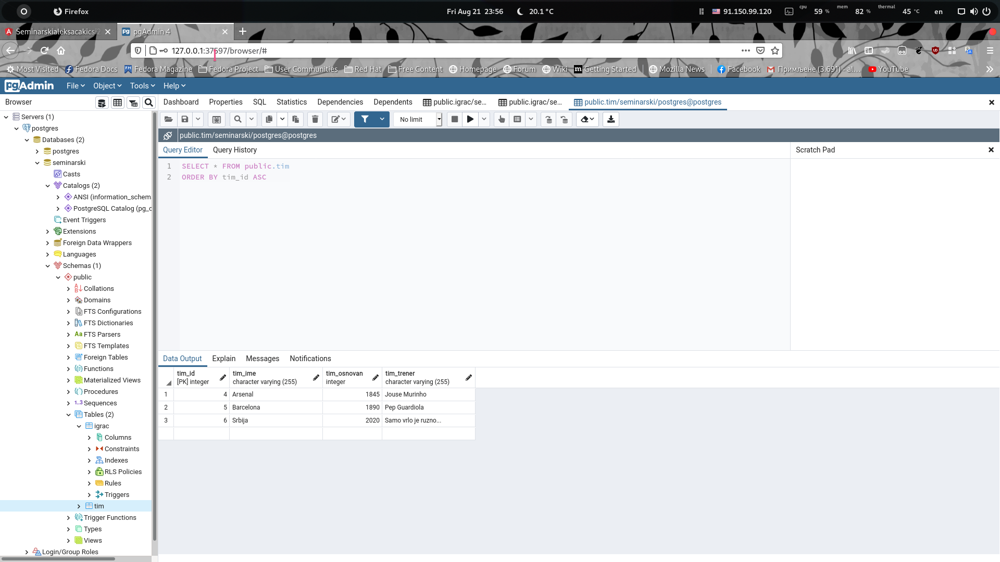 Firefox
Fri Aug 21 23:56
20.1 °C
91.150.99.120
cpu 59 %
mem 82 %
thermal 45 °C
en
Seminarskialeksacakicsi2
pgAdmin 4
127.0.0.1:37597/browser/#
Most Visited
Fedora Docs
Fedora Magazine
Fedora Project
User Communities
Red Hat
Free Content
Homepage
Forum
Wiki
Getting Started
Mozilla News
Facebook
Примљене (3.691) - al...
YouTube
pgAdmin
File
Object
Tools
Help
Browser
Dashboard
Properties
SQL
Statistics
Dependencies
Dependents
public.igrac/se...
public.igrac/se...
public.tim/seminarski/postgres@postgres
No limit
public.tim/seminarski/postgres@postgres
Query Editor
Query History
Scratch Pad
1 SELECT * FROM public.tim
2 ORDER BY tim_id ASC
Servers (1)
postgres
Databases (2)
postgres
seminarski
Casts
Catalogs (2)
ANSI (information_schem
PostgreSQL Catalog (pg_c
Event Triggers
Extensions
Foreign Data Wrappers
Languages
Schemas (1)
public
Collations
Domains
FTS Configurations
FTS Dictionaries
FTS Parsers
FTS Templates
Foreign Tables
Functions
Materialized Views
Procedures
Sequences
Tables (2)
igrac
Columns
Constraints
Indexes
RLS Policies
Rules
Triggers
tim
Trigger Functions
Types
Views
Login/Group Roles
Data Output
Explain
Messages
Notifications
tim_id tim_ime tim_osnovan tim_trener
[PK] integer character varying (255) integer character varying (255)
1 4 Arsenal 1845 Jouse Murinho
2 5 Barcelona 1890 Pep Guardiola
3 6 Srbija 2020 Samo vrlo je ruzno...